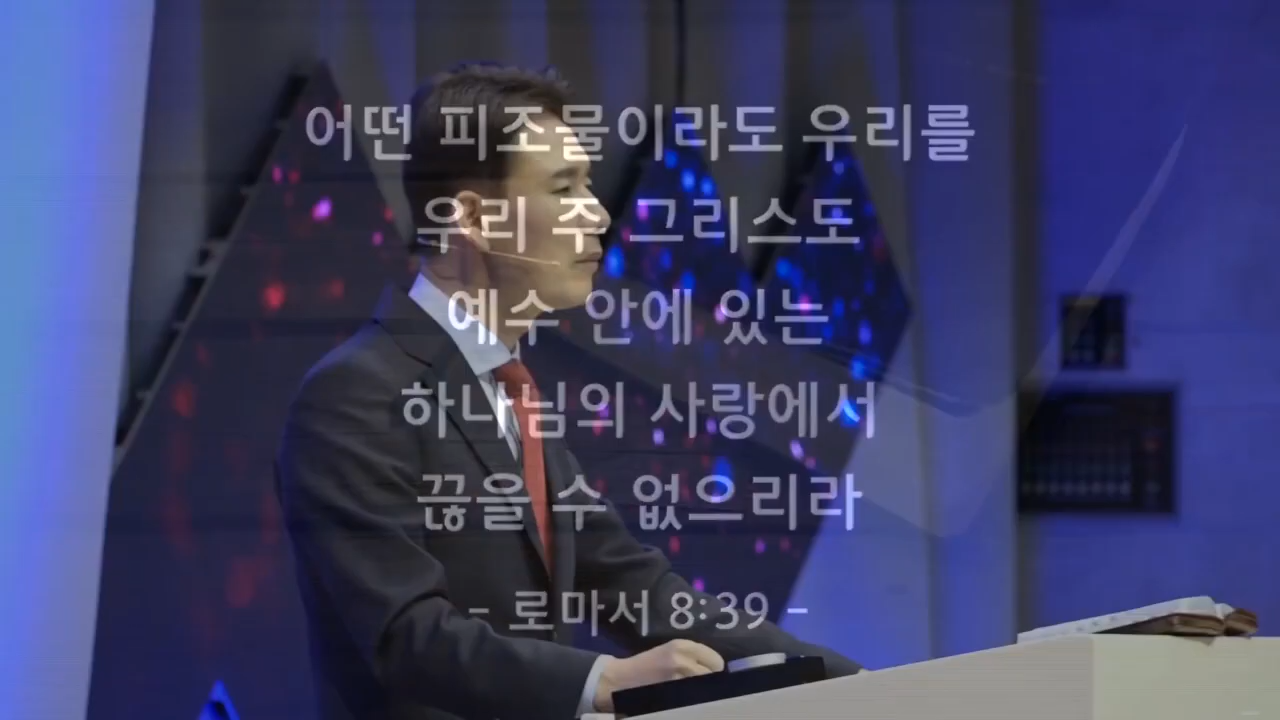 어떤 피조물이라도 우리를
우리 주 그리스도
예수 안에 있는
하나님의 사랑에서
끊을 수 없으리라
- 로마서 8:39 -